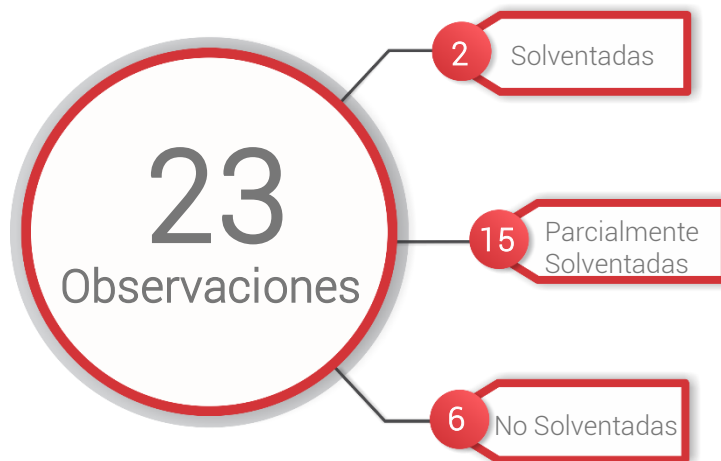 23
Observaciones
2
Solventadas
15
Parcialmente
Solventadas
6
No Solventadas